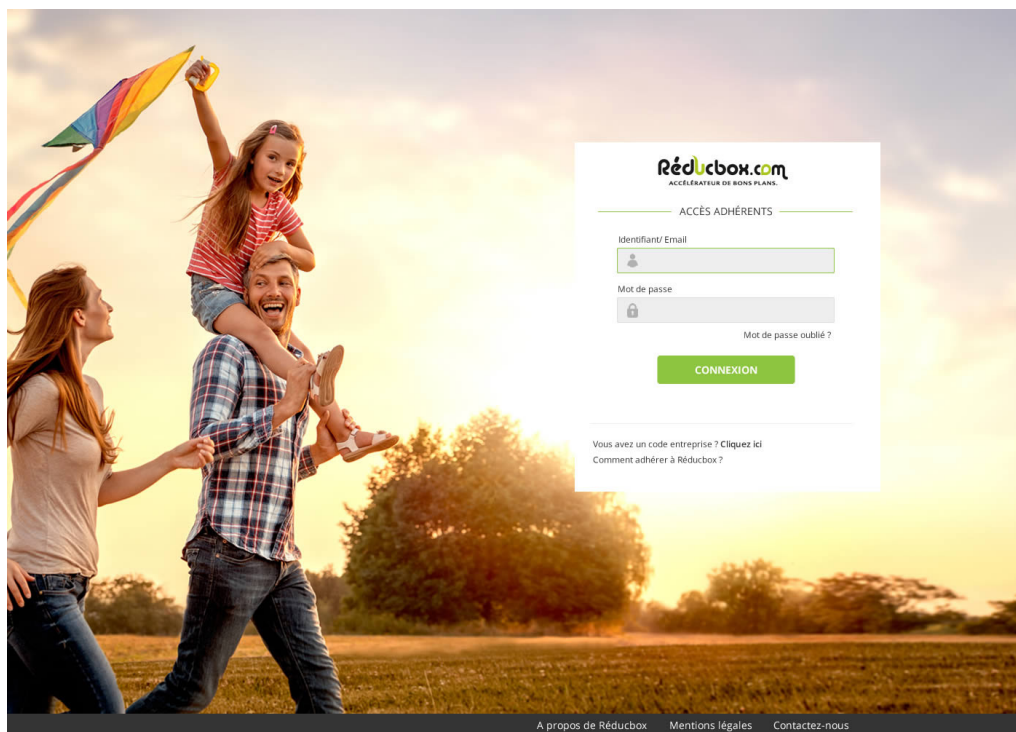 Réducbox.com
ACCÉLÉRATEUR DE BONS PLANS.
ACCÈS ADHÉRENTS
Identifiant/ Email
Mot de passe
Mot de passe oublié ?
CONNEXION
Vous avez un code entreprise ? Cliquez ici
Comment adhérer à Réducbox ?
A propos de Réducbox Mentions légales Contactez-nous